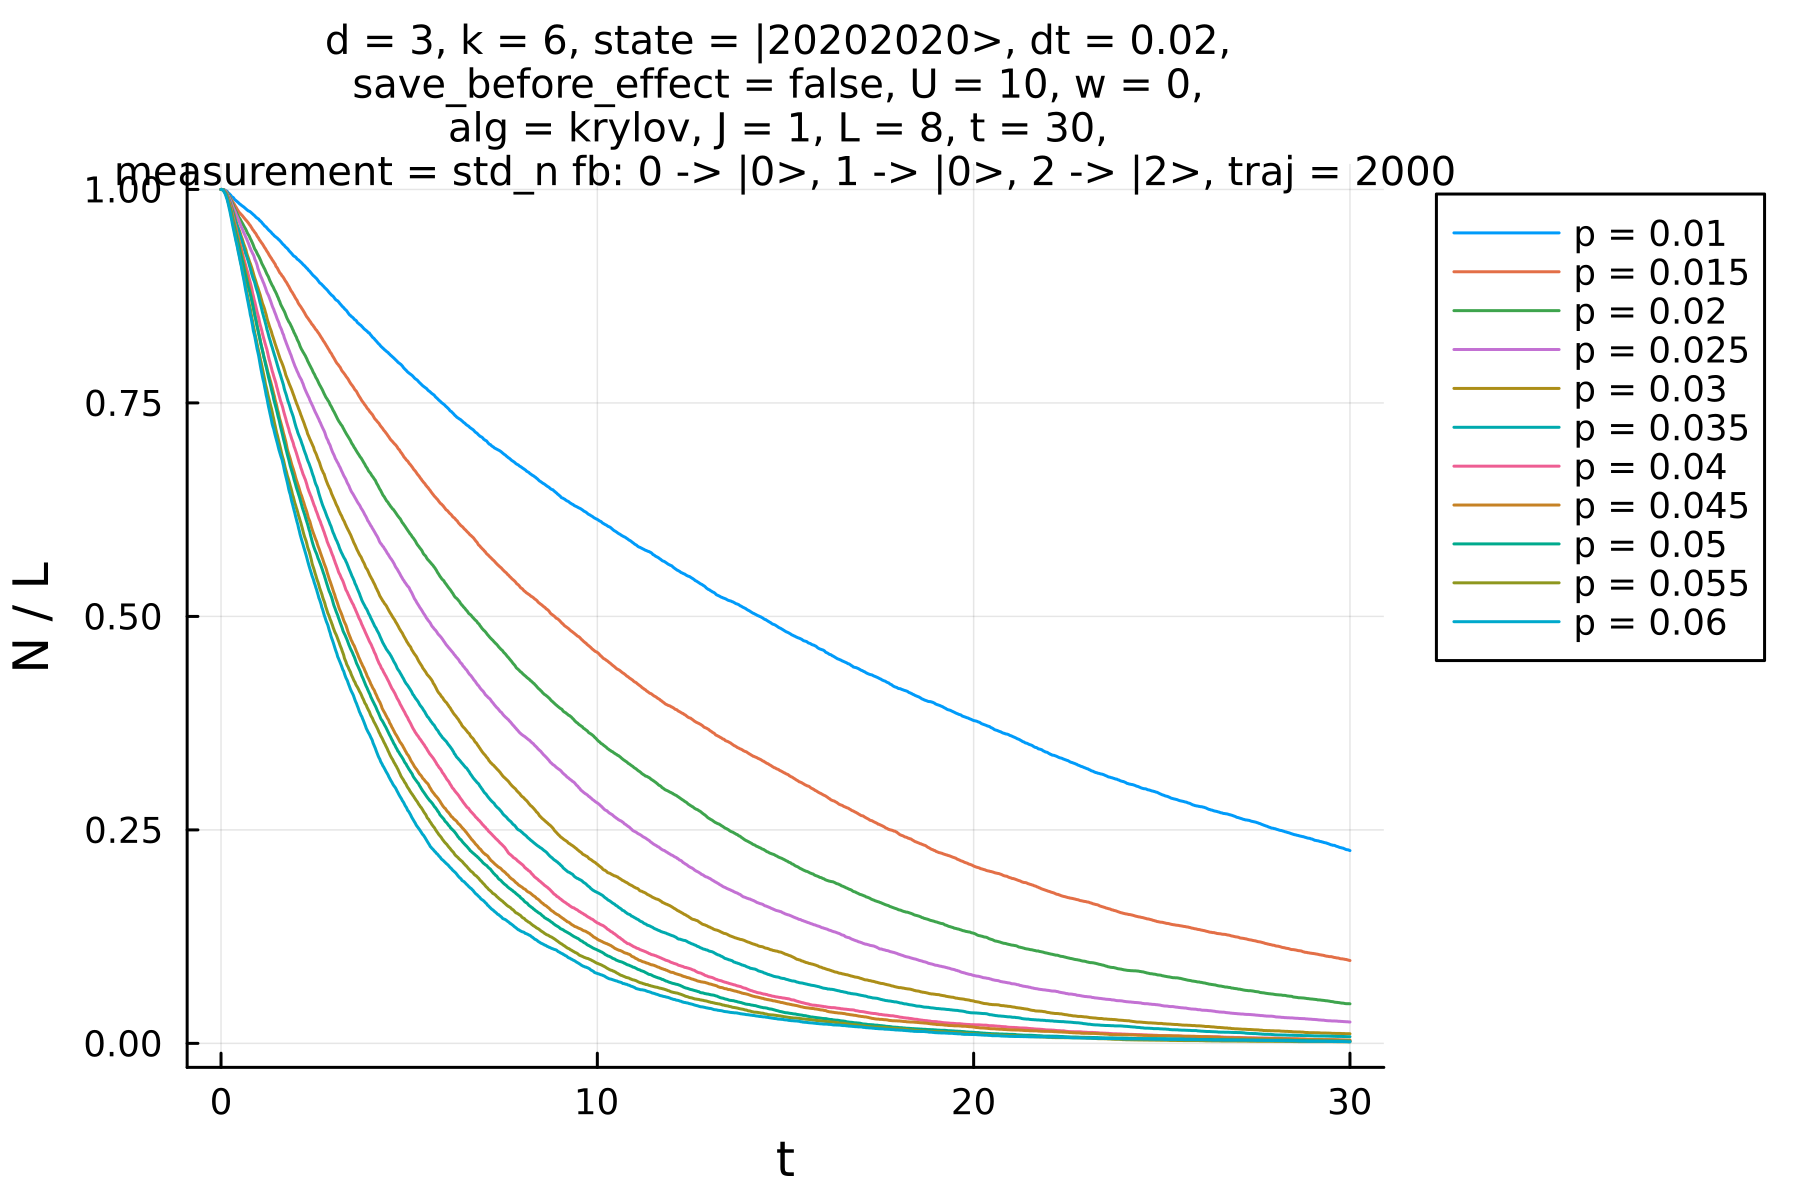 d = 3, k = 6, state = |20202020>, dt = 0.02,
save_before_effect = false, U = 10, w = 0,
alg = krylov, J = 1, L = 8, t = 30,
measurement = std_n fb: 0 -> |0>, 1 -> |0>, 2 -> |2>, traj = 2000
1.00
0.75
0.50
0.25
0.00
N / L
0
10
20
30
t
p = 0.01
p = 0.015
p = 0.02
p = 0.025
p = 0.03
p = 0.035
p = 0.04
p = 0.045
p = 0.05
p = 0.055
p = 0.06